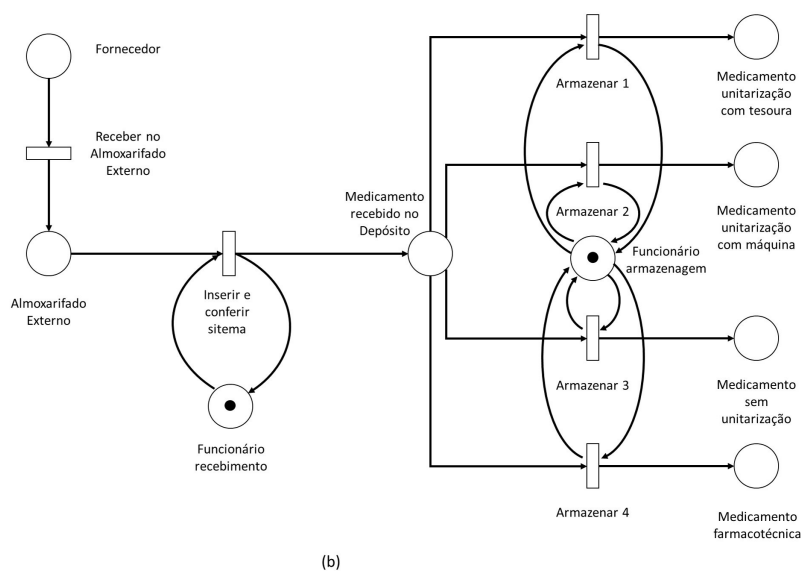 Fornecedor
Receber no
Almoxarifado
Externo
Almoxarifado
Externo
Inserir e
conferir
sitema
Funcionário
recebimento
Medicamento
recebido no
Depósito
Armazenar 1
Medicamento
unitarização
com tesoura
Armazenar 2
Medicamento
unitarização
com máquina
Funcionário
armazenagem
Armazenar 3
Medicamento
sem
unitarização
Armazenar 4
Medicamento
farmacotécnica
(b)